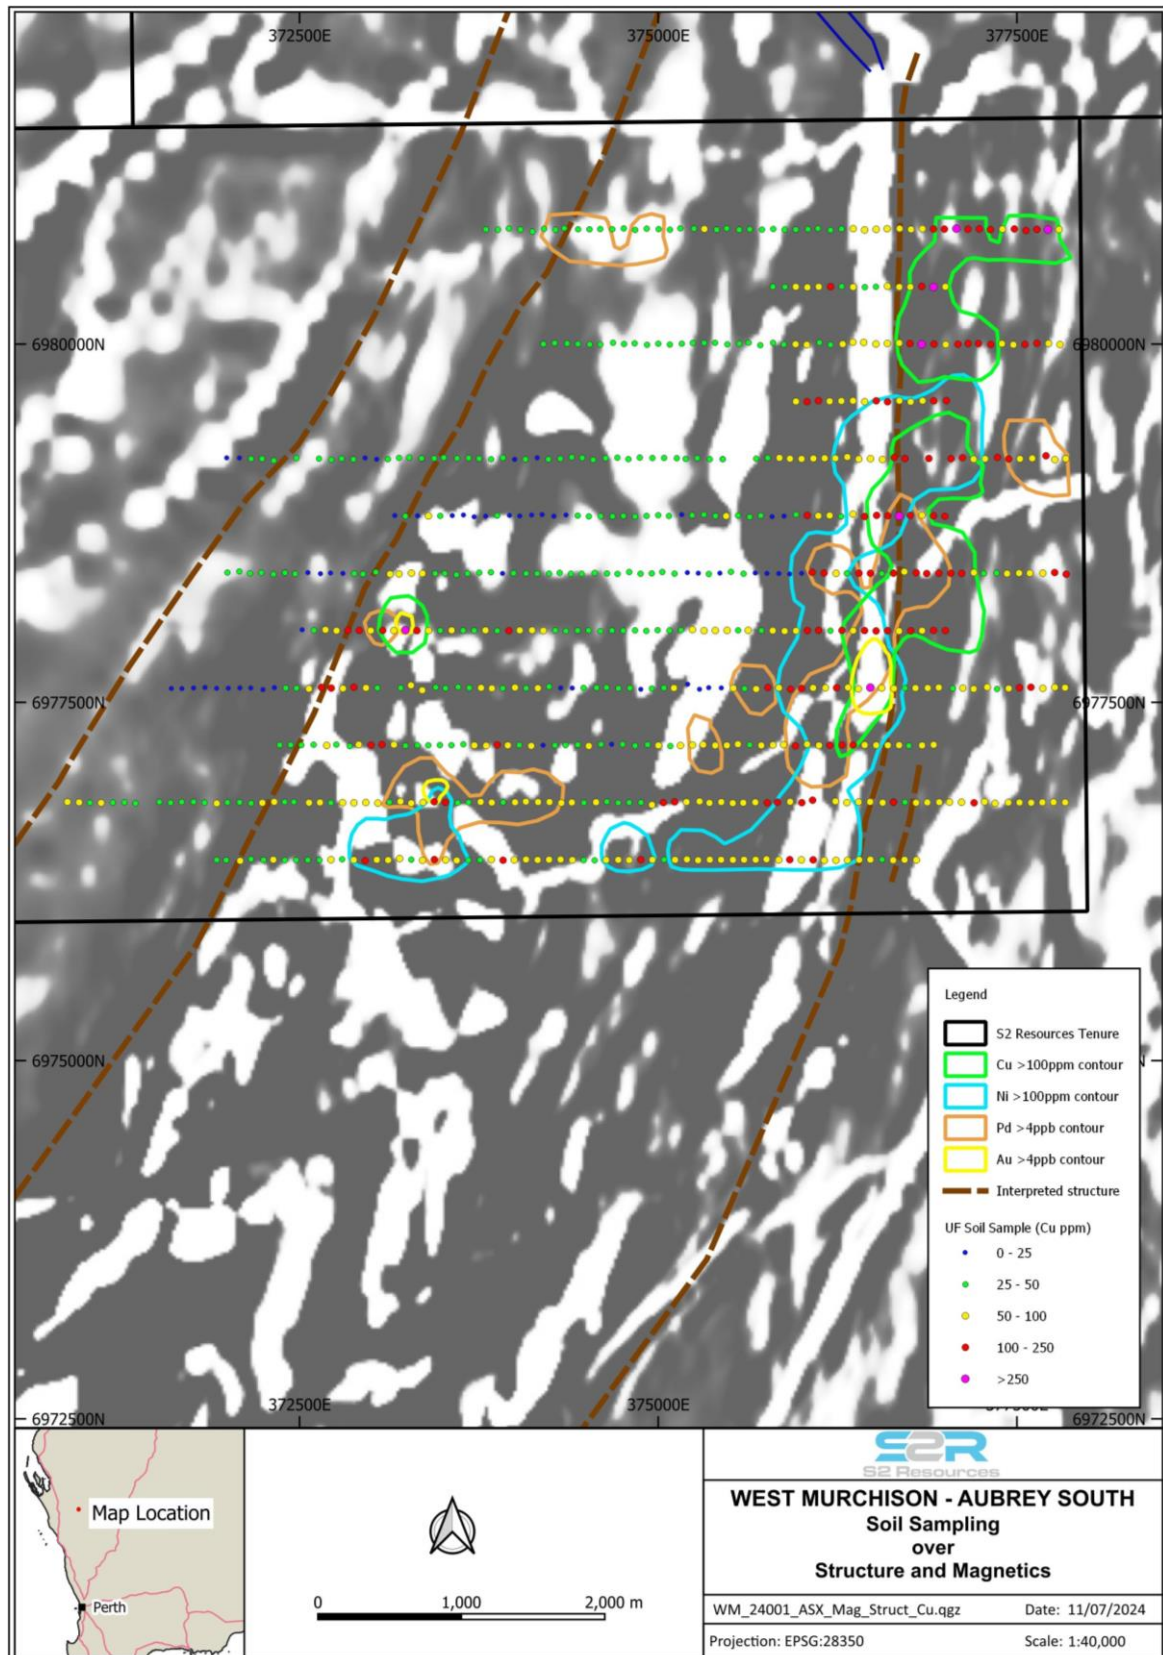 372500E 375000E 377500E
6980000N 6980000N
6977500N 6977500N
6975000N N
Legend
S2 Resources Tenure
Cu >100ppm contour
Ni >100ppm contour
Pd >4ppb contour
Au >4ppb contour
Interpreted structure
UF Soil Sample (Cu ppm)
0 - 25
25 - 50
50 - 100
100 - 250
>250
372500E 375000E
6972500N 6972500N
Map Location
Perth
0 1,000 2,000 m
S2R
S2 Resources
WEST MURCHISON - AUBREY SOUTH
Soil Sampling
over
Structure and Magnetics
WM_24001_ASX_Mag_Struct_Cu.qgz Date: 11/07/2024
Projection: EPSG:28350 Scale: 1:40,000